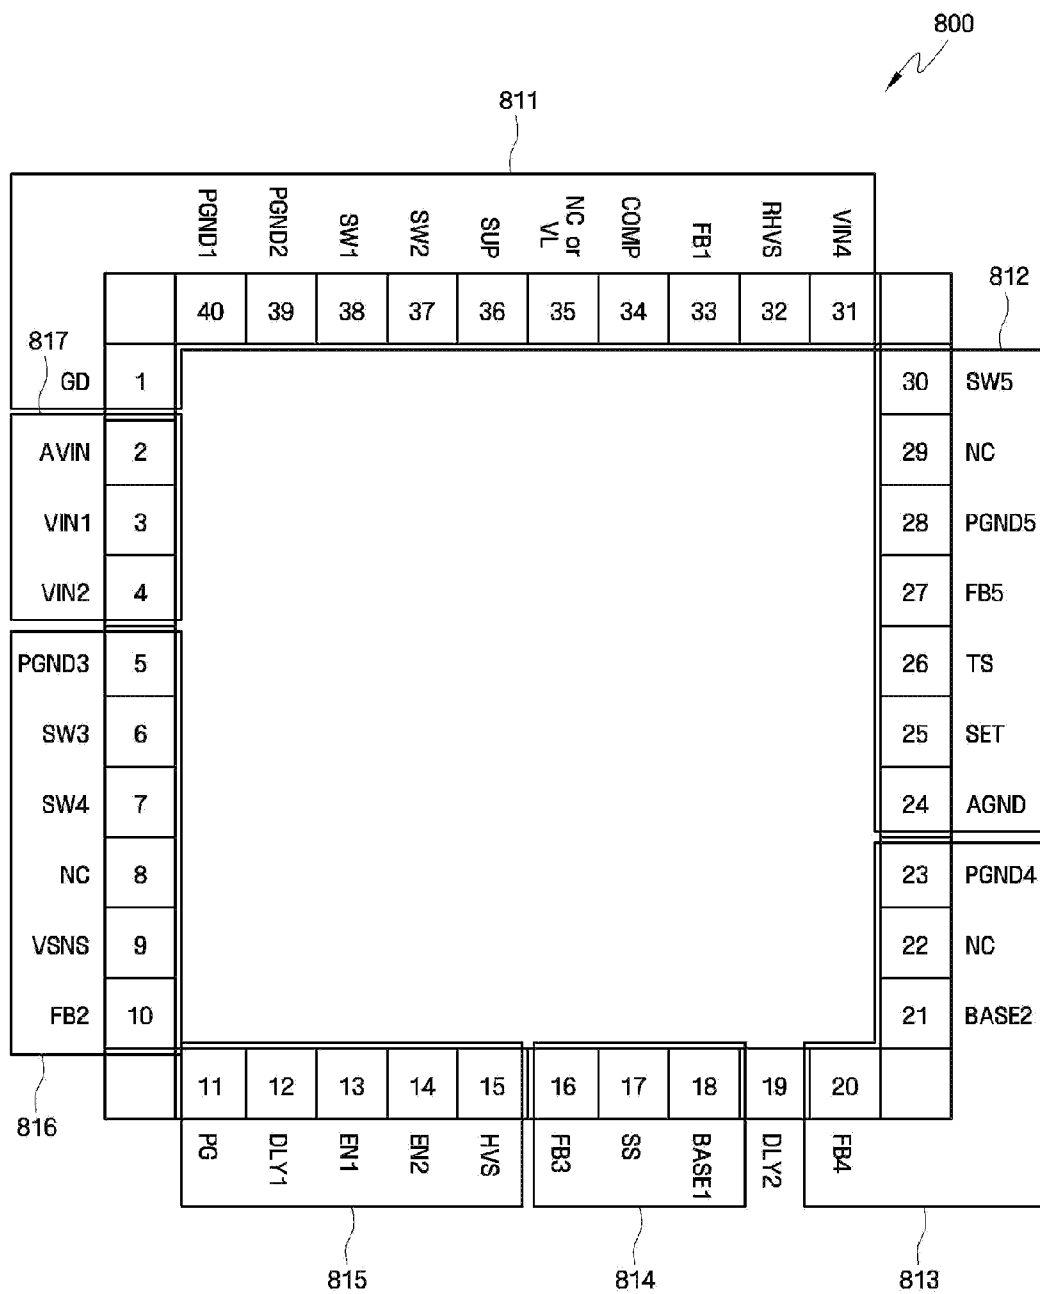 800
811
PGND1
PGND2
SW1
SW2
SUP
NC or
VL
COMP
FB1
RHVS
VIN4
812
40 39 38 37 36 35 34 33 32 31
817
GD 1
30 SW5
AVIN 2
29 NC
VIN1 3
28 PGND5
VIN2 4
27 FB5
PGND3 5
26 TS
SW3 6
25 SET
SW4 7
24 AGND
NC 8
23 PGND4
VSNS 9
22 NC
FB2 10
21 BASE2
11 12 13 14 15 16 17 18 19 20
PG
DLY1
EN1
EN2
HVS
FB3
SS
BASE1
DLY2
FB4
816
815
814
813